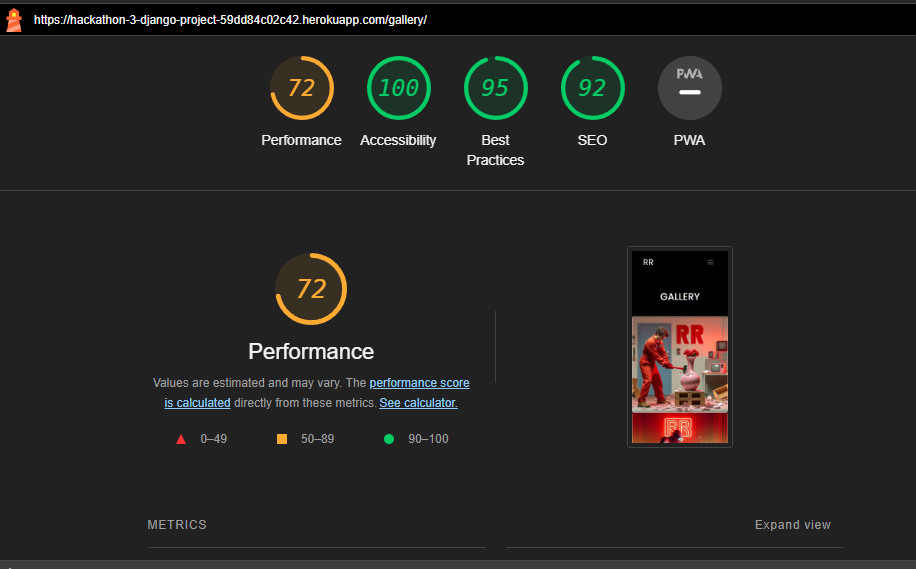 https://hackathon-3-django-project-59dd84c02c42.herokuapp.com/gallery/
72
100
95
92
PWA
Performance
Accessibility
Best
Practices
SEO
PWA
72
Performance
Values are estimated and may vary. The performance score
is calculated directly from these metrics. See calculator.
0–49
50–89
90–100
RR
GALLERY
RR
RR
METRICS
Expand view